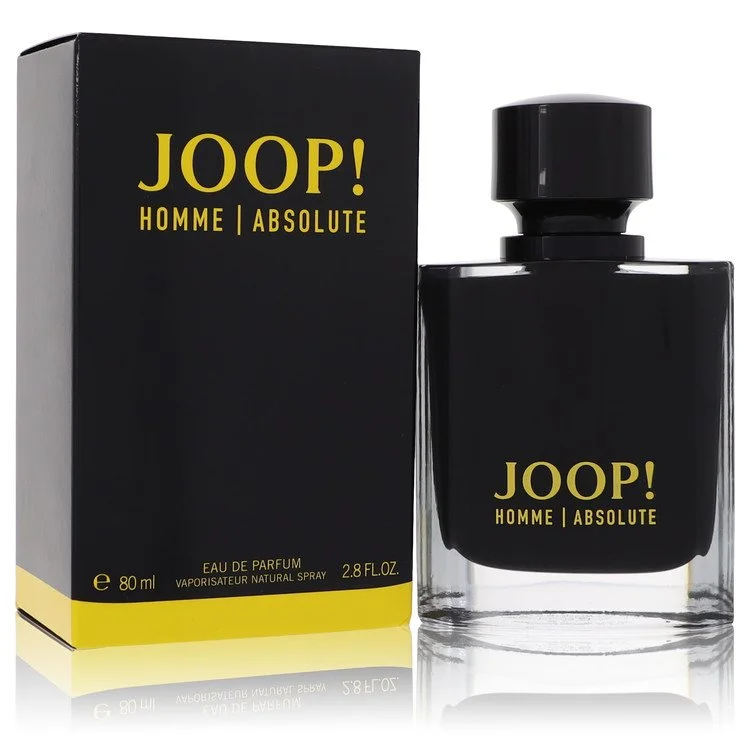 JOOP!
HOMME | ABSOLUTE
EAU DE PARFUM
e 80 ml VAPORISATEUR NATURAL SPRAY 2.8 FL.OZ.
JOOP!
HOMME | ABSOLUTE